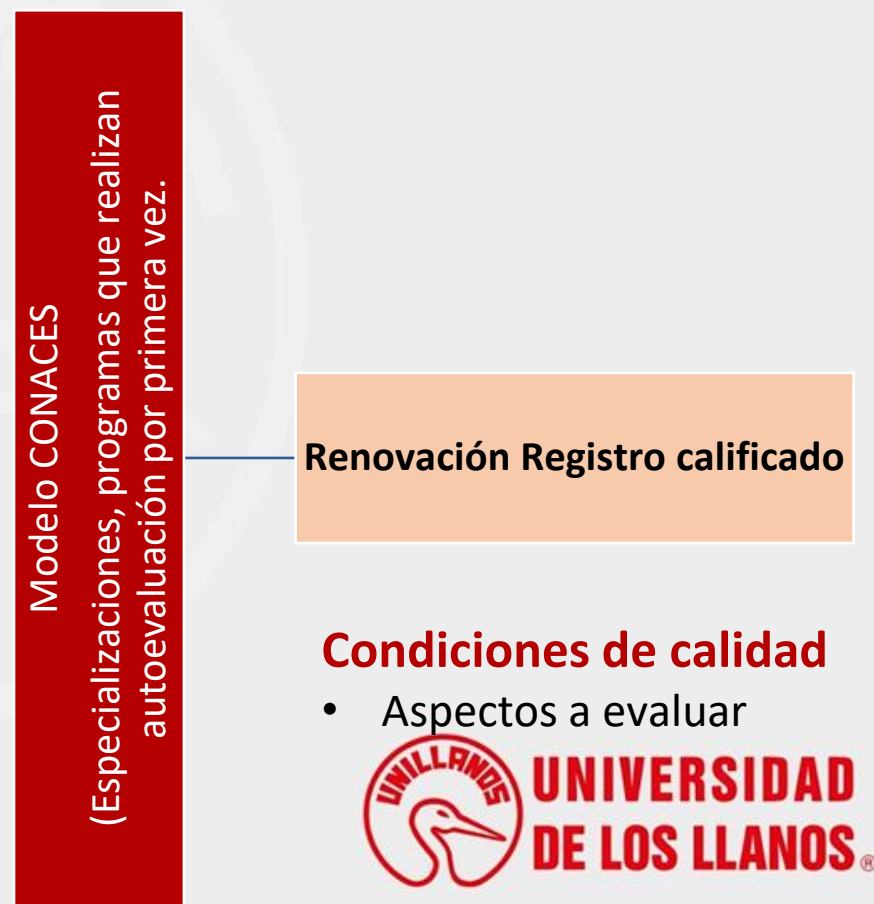 Modelo CONACES
(Especializaciones, programas que realizan
autoevaluación por primera vez.
Renovación Registro calificado
Condiciones de calidad
• Aspectos a evaluar
UNILLANOS
UNIVERSIDAD
DE LOS LLANOS®